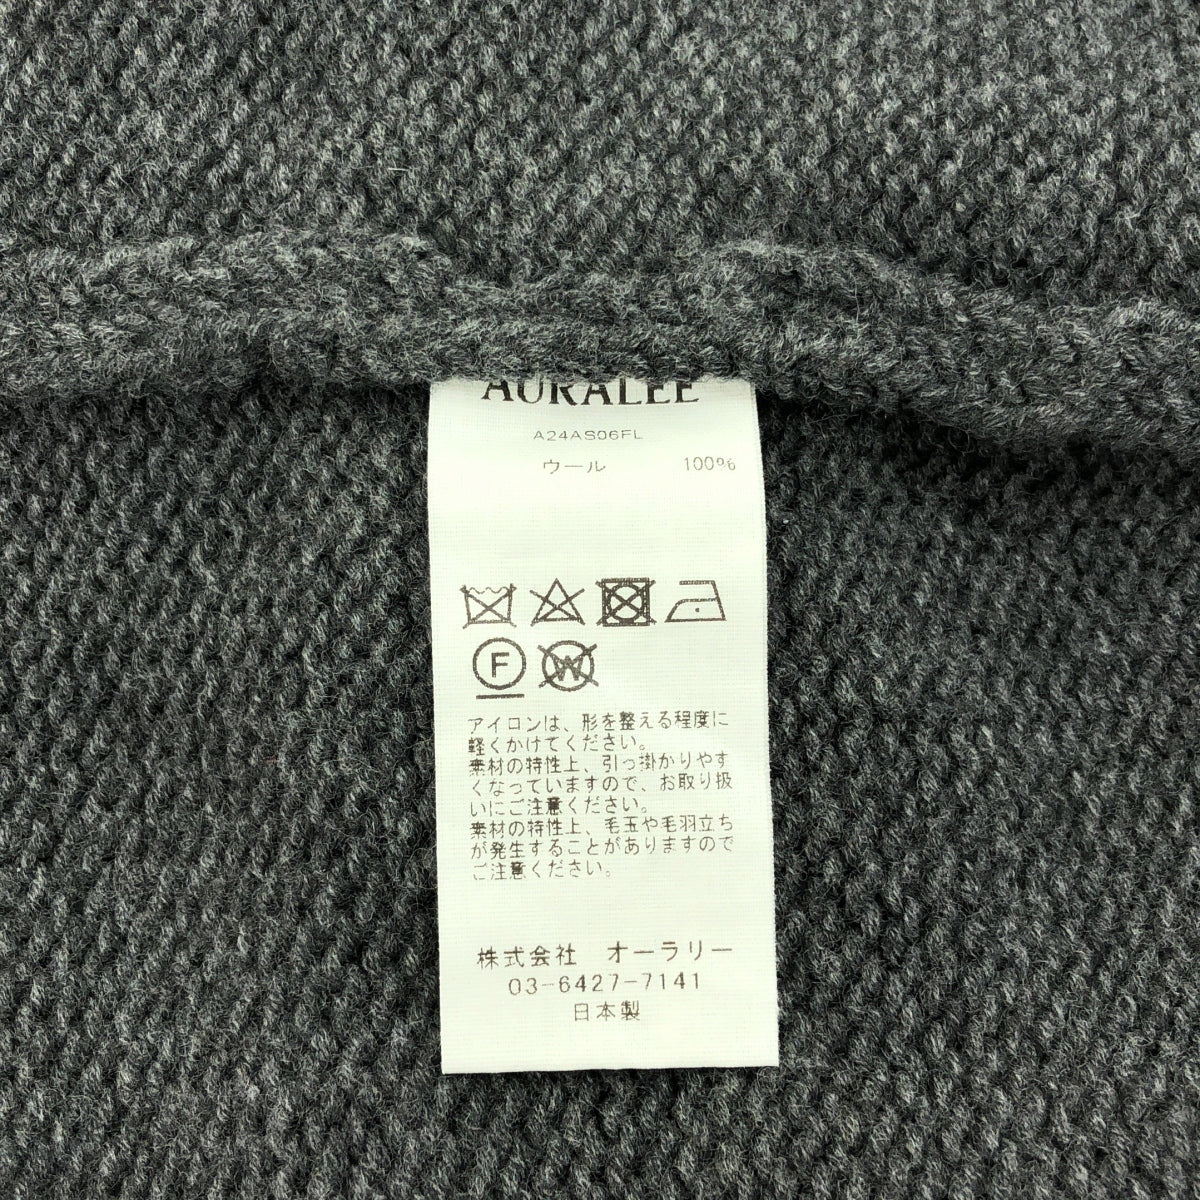 AURALEE
A24AS06FL
ウール 100%
F W
アイロンは、形を整える程度に
軽くかけてください。
素材の特性上、引っ掛かりやす
くなっていますので、お取り扱
いにご注意ください。
素材の特性上、毛玉や毛羽立ち
が発生することがありますので
ご注意ください。
株式会社 オーラリー
03-6427-7141
日本製